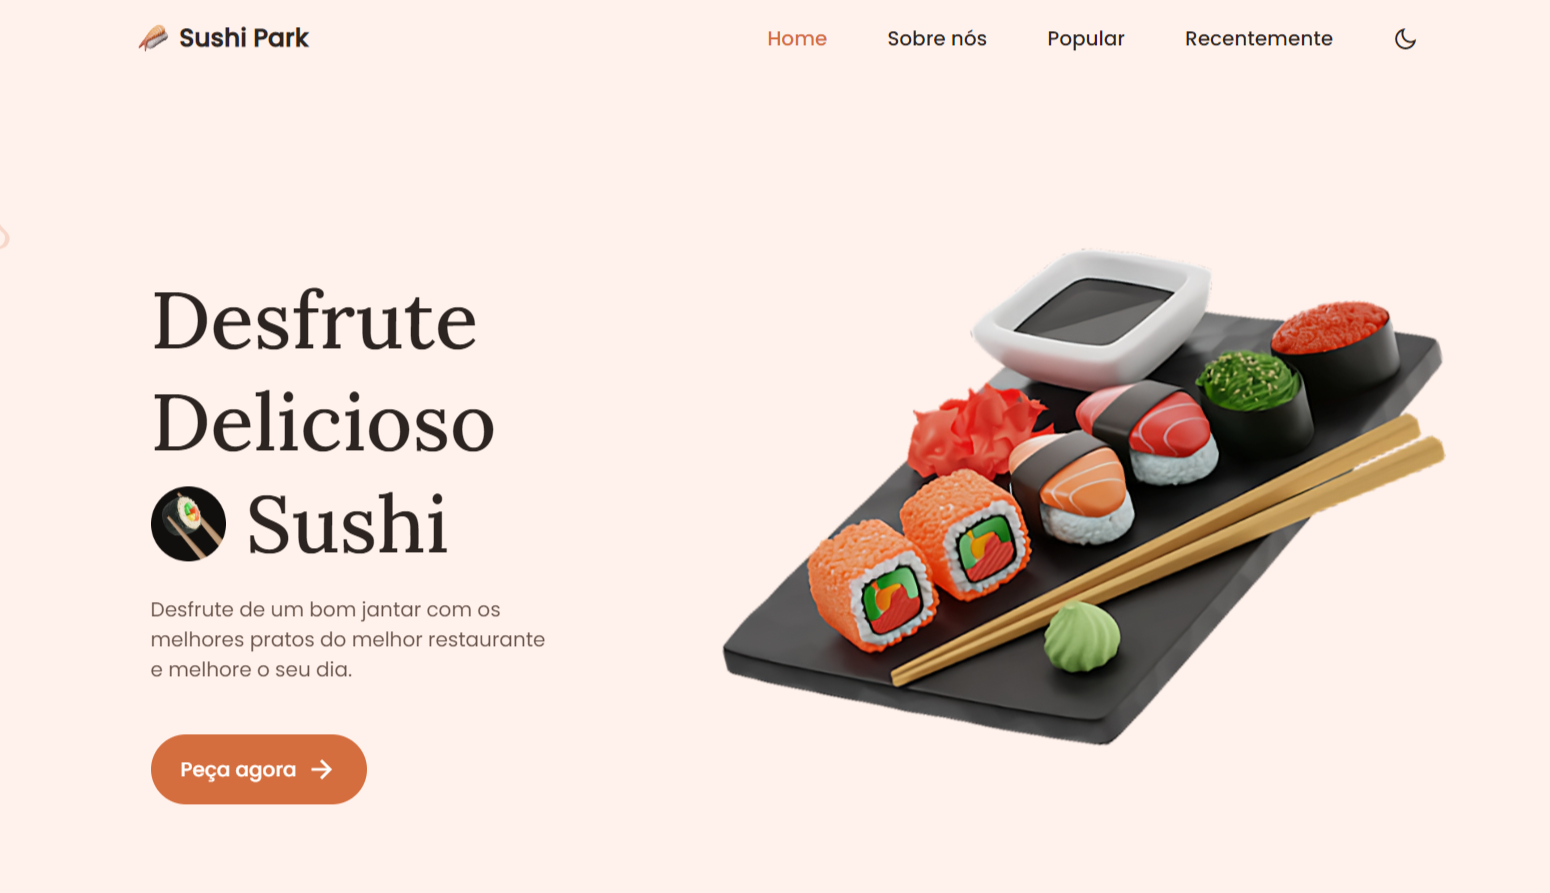 Sushi Park
Home
Sobre nós
Popular
Recentemente
Desfrute
Delicioso
Sushi
Desfrute de um bom jantar com os
melhores pratos do melhor restaurante
e melhore o seu dia.
Peça agora